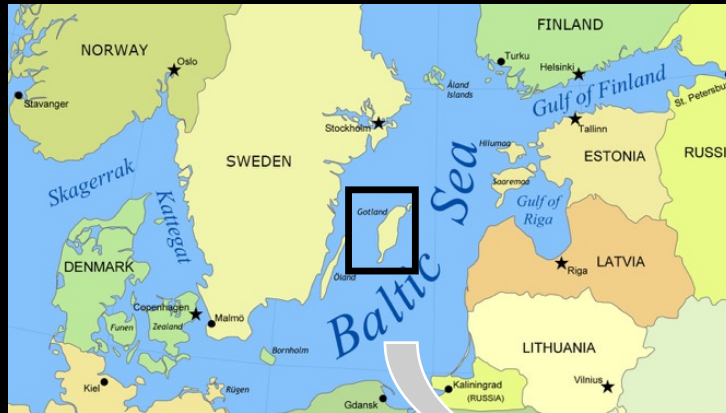 FINLAND
NORWAY
Turku
Oslo
Helsinki
Åland
Islands
Gulf of Finland
Stavanger
St. Petersburg
Stockholm
Tallinn
Hiiumaa
SWEDEN
ESTONIA
RUSSI
Skagerrak
Saaremaa
Kattegat
Gotland
Gulf of
Riga
Baltic Sea
DENMARK
LATVIA
Riga
Öland
Copenhagen
Malmö
Funen
Zealand
Bornholm
LITHUANIA
Kiel
Rügen
Kaliningrad
(RUSSIA)
Vilnius
Gdansk